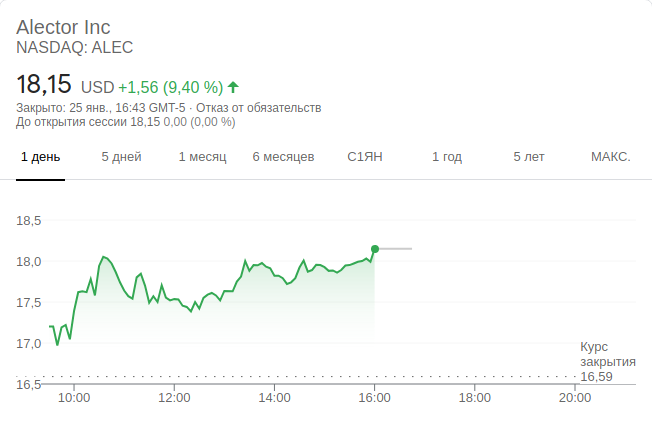 Alector Inc
NASDAQ: ALEC
18,15 USD +1,56 (9,40 %)
Закрыто: 25 янв., 16:43 GMT-5 · Отказ от обязательств
До открытия сессии 18,15 0,00 (0,00 %)
1 день 5 дней 1 месяц 6 месяцев С1ЯН 1 год 5 лет МАКС.
18,5
18,0
17,5
17,0
Курс
закрытия
16,59
16,5
10:00 12:00 14:00 16:00 18:00 20:00